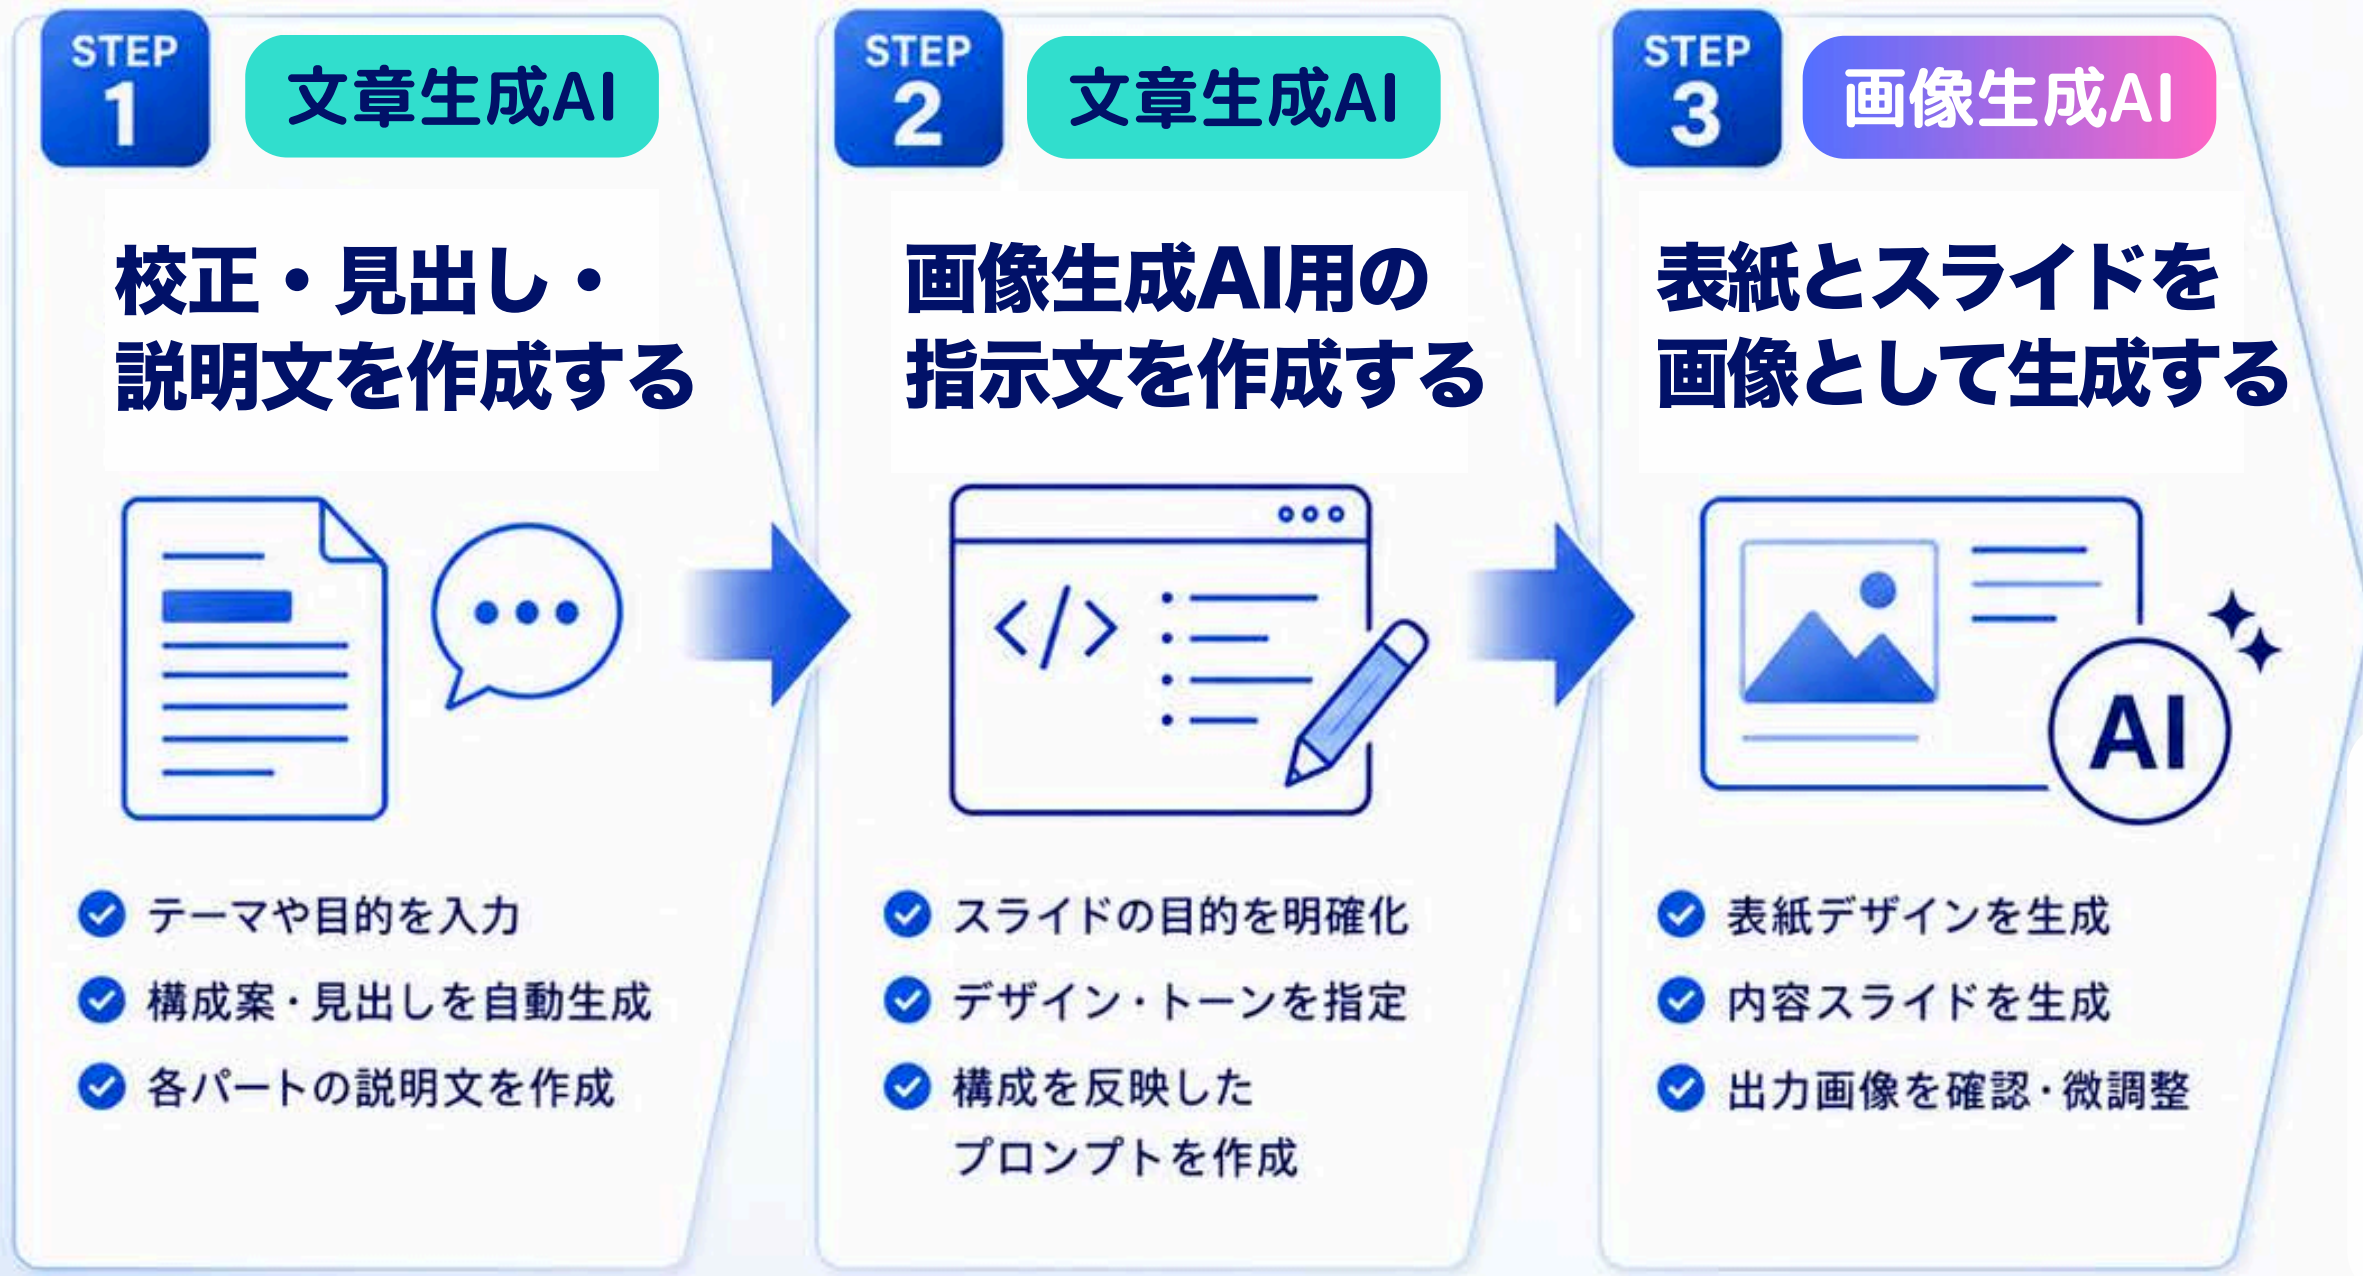 STEP
1
文章生成AI
校正・見出し・
説明文を作成する
テーマや目的を入力
構成案・見出しを自動生成
各パートの説明文を作成
STEP
2
文章生成AI
画像生成AI用の
指示文を作成する
</>
スライドの目的を明確化
デザイン・トーンを指定
構成を反映した
プロンプトを作成
STEP
3
画像生成AI
表紙とスライドを
画像として生成する
AI
表紙デザインを生成
内容スライドを生成
出力画像を確認・微調整